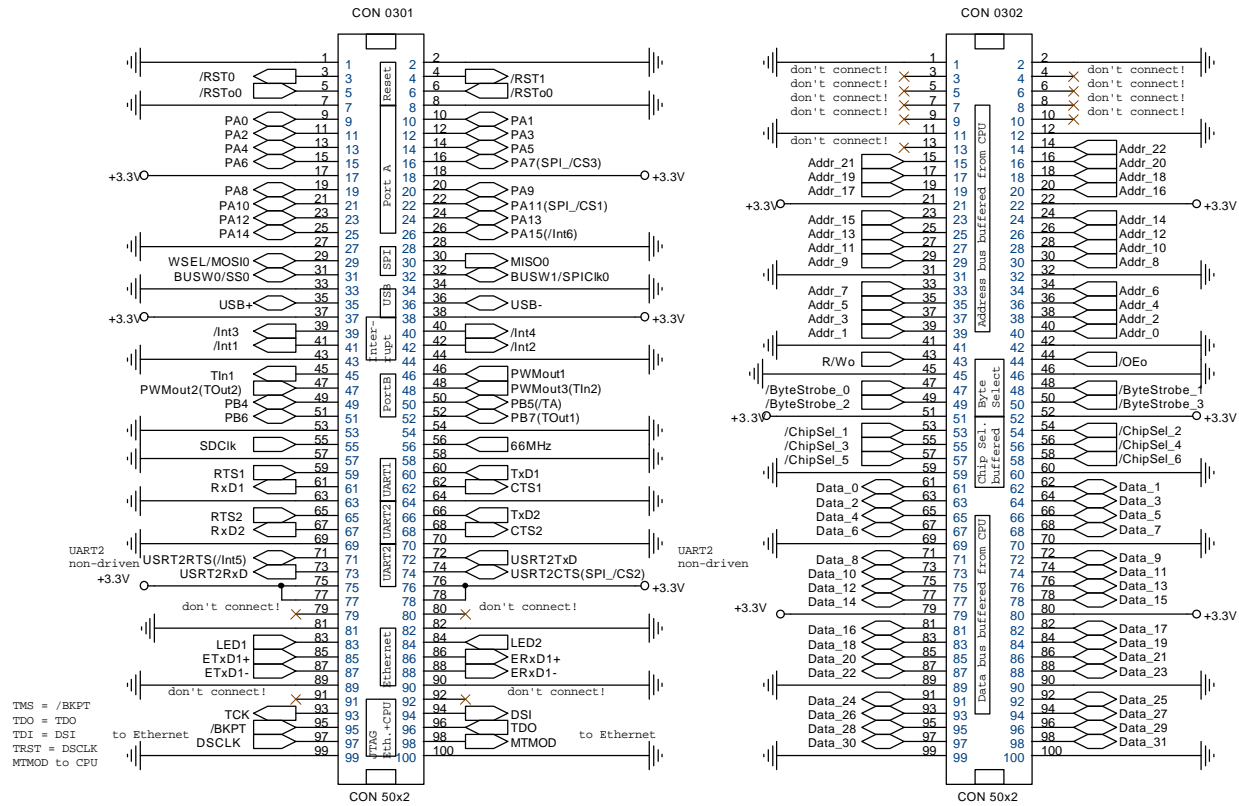 CON 0301
1 1 2 2
/RST0 3 3 4 4 /RST1
/RSTo0 5 5 6 6 /RSTo0
Reset
7 7 8 8
PA0 9 9 10 10 PA1
PA2 11 11 12 12 PA3
PA4 13 13 14 14 PA5
PA6 15 15 16 16 PA7(SPI_/CS3)
+3.3V 17 17 18 18 +3.3V
Port A
PA8 19 19 20 20 PA9
PA10 21 21 22 22 PA11(SPI_/CS1)
PA12 23 23 24 24 PA13
PA14 25 25 26 26 PA15(/Int6)
27 27 28 28
SPI
WSEL/MOSI0 29 29 30 30 MISO0
BUSW0/SS0 31 31 32 32 BUSW1/SPIClk0
33 33 34 34
USB
USB+ 35 35 36 36 USB-
+3.3V 37 37 38 38 +3.3V
/Int3 39 39 40 40 /Int4
/Int1 41 41 42 42 /Int2
Inter-
rupt
43 43 44 44
TIn1 45 45 46 46 PWMout1
PWMout2(TOut2) 47 47 48 48 PWMout3(TIn2)
PortB
PB4 49 49 50 50 PB5(/TA)
PB6 51 51 52 52 PB7(TOut1)
53 53 54 54
SDClk 55 55 56 56 66MHz
57 57 58 58
RTS1 59 59 60 60 TxD1
UART1
RxD1 61 61 62 62 CTS1
63 63 64 64
RTS2 65 65 66 66 TxD2
UART2
RxD2 67 67 68 68 CTS2
69 69 70 70
UART2
non-driven
USRT2RTS(/Int5) 71 71 72 72 USRT2TxD
UART2
non-driven
USRT2RxD 73 73 74 74 USRT2CTS(SPI_/CS2)
UART2
+3.3V 75 75 76 76 +3.3V
77 77 78 78
don't connect! 79 79 80 80 don't connect!
81 81 82 82
LED1 83 83 84 84 LED2
ETxD1+ 85 85 86 86 ERxD1+
ETxD1- 87 87 88 88 ERxD1-
Ethernet
89 89 90 90
don't connect! 91 91 92 92 don't connect!
TCK 93 93 94 94 DSI
/BKPT 95 95 96 96 TDO
DSCLK 97 97 98 98 MTMOD
JTAG
Eth.+CPU
99 99 100 100
TMS = /BKPT
TDO = TDO
TDI = DSI
TRST = DSCLK
MTMOD to CPU
to Ethernet
to Ethernet
CON 50x2
CON 0302
1 1 2 2
don't connect! 3 3 4 4 don't connect!
don't connect! 5 5 6 6 don't connect!
don't connect! 7 7 8 8 don't connect!
don't connect! 9 9 10 10 don't connect!
11 11 12 12
don't connect! 13 13 14 14 Addr_22
Addr_21 15 15 16 16 Addr_20
Addr_19 17 17 18 18 Addr_18
Addr_17 19 19 20 20 Addr_16
+3.3V 21 21 22 22 +3.3V
Address bus buffered from CPU
Addr_15 23 23 24 24 Addr_14
Addr_13 25 25 26 26 Addr_12
Addr_11 27 27 28 28 Addr_10
Addr_9 29 29 30 30 Addr_8
31 31 32 32
Addr_7 33 33 34 34 Addr_6
Addr_5 35 35 36 36 Addr_4
Addr_3 37 37 38 38 Addr_2
Addr_1 39 39 40 40 Addr_0
41 41 42 42
R/Wo 43 43 44 44 /OEo
45 45 46 46
Byte
Select
/ByteStrobe_0 47 47 48 48 /ByteStrobe_1
/ByteStrobe_2 49 49 50 50 /ByteStrobe_3
+3.3V 51 51 52 52 +3.3V
/ChipSel_1 53 53 54 54 /ChipSel_2
/ChipSel_3 55 55 56 56 /ChipSel_4
/ChipSel_5 57 57 58 58 /ChipSel_6
Chip Sel.
buffered
59 59 60 60
Data_0 61 61 62 62 Data_1
Data_2 63 63 64 64 Data_3
Data_4 65 65 66 66 Data_5
Data_6 67 67 68 68 Data_7
69 69 70 70
Data_8 71 71 72 72 Data_9
Data_10 73 73 74 74 Data_11
Data_12 75 75 76 76 Data_13
Data_14 77 77 78 78 Data_15
+3.3V 79 79 80 80 +3.3V
Data bus buffered from CPU
Data_16 81 81 82 82 Data_17
Data_18 83 83 84 84 Data_19
Data_20 85 85 86 86 Data_21
Data_22 87 87 88 88 Data_23
89 89 90 90
Data_24 91 91 92 92 Data_25
Data_26 93 93 94 94 Data_27
Data_28 95 95 96 96 Data_29
Data_30 97 97 98 98 Data_31
99 99 100 100
CON 50x2